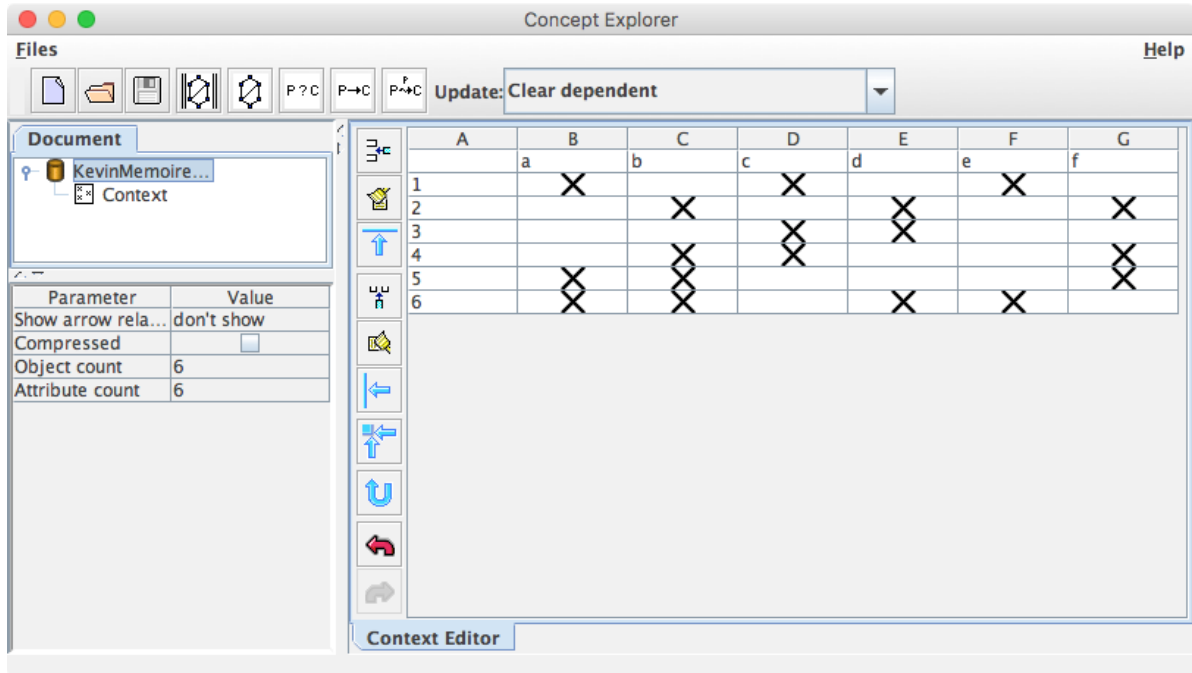 Concept Explorer
Files Help
P?C P→C P↝C Update: Clear dependent
Document
KevinMemoire...
Context
Parameter Value
Show arrow rela... don't show
Compressed
Object count 6
Attribute count 6
A B C D E F G
a b c d e f
1 X X X
2 X X X
3 X X
4 X X X
5 X X X
6 X X X X
Context Editor